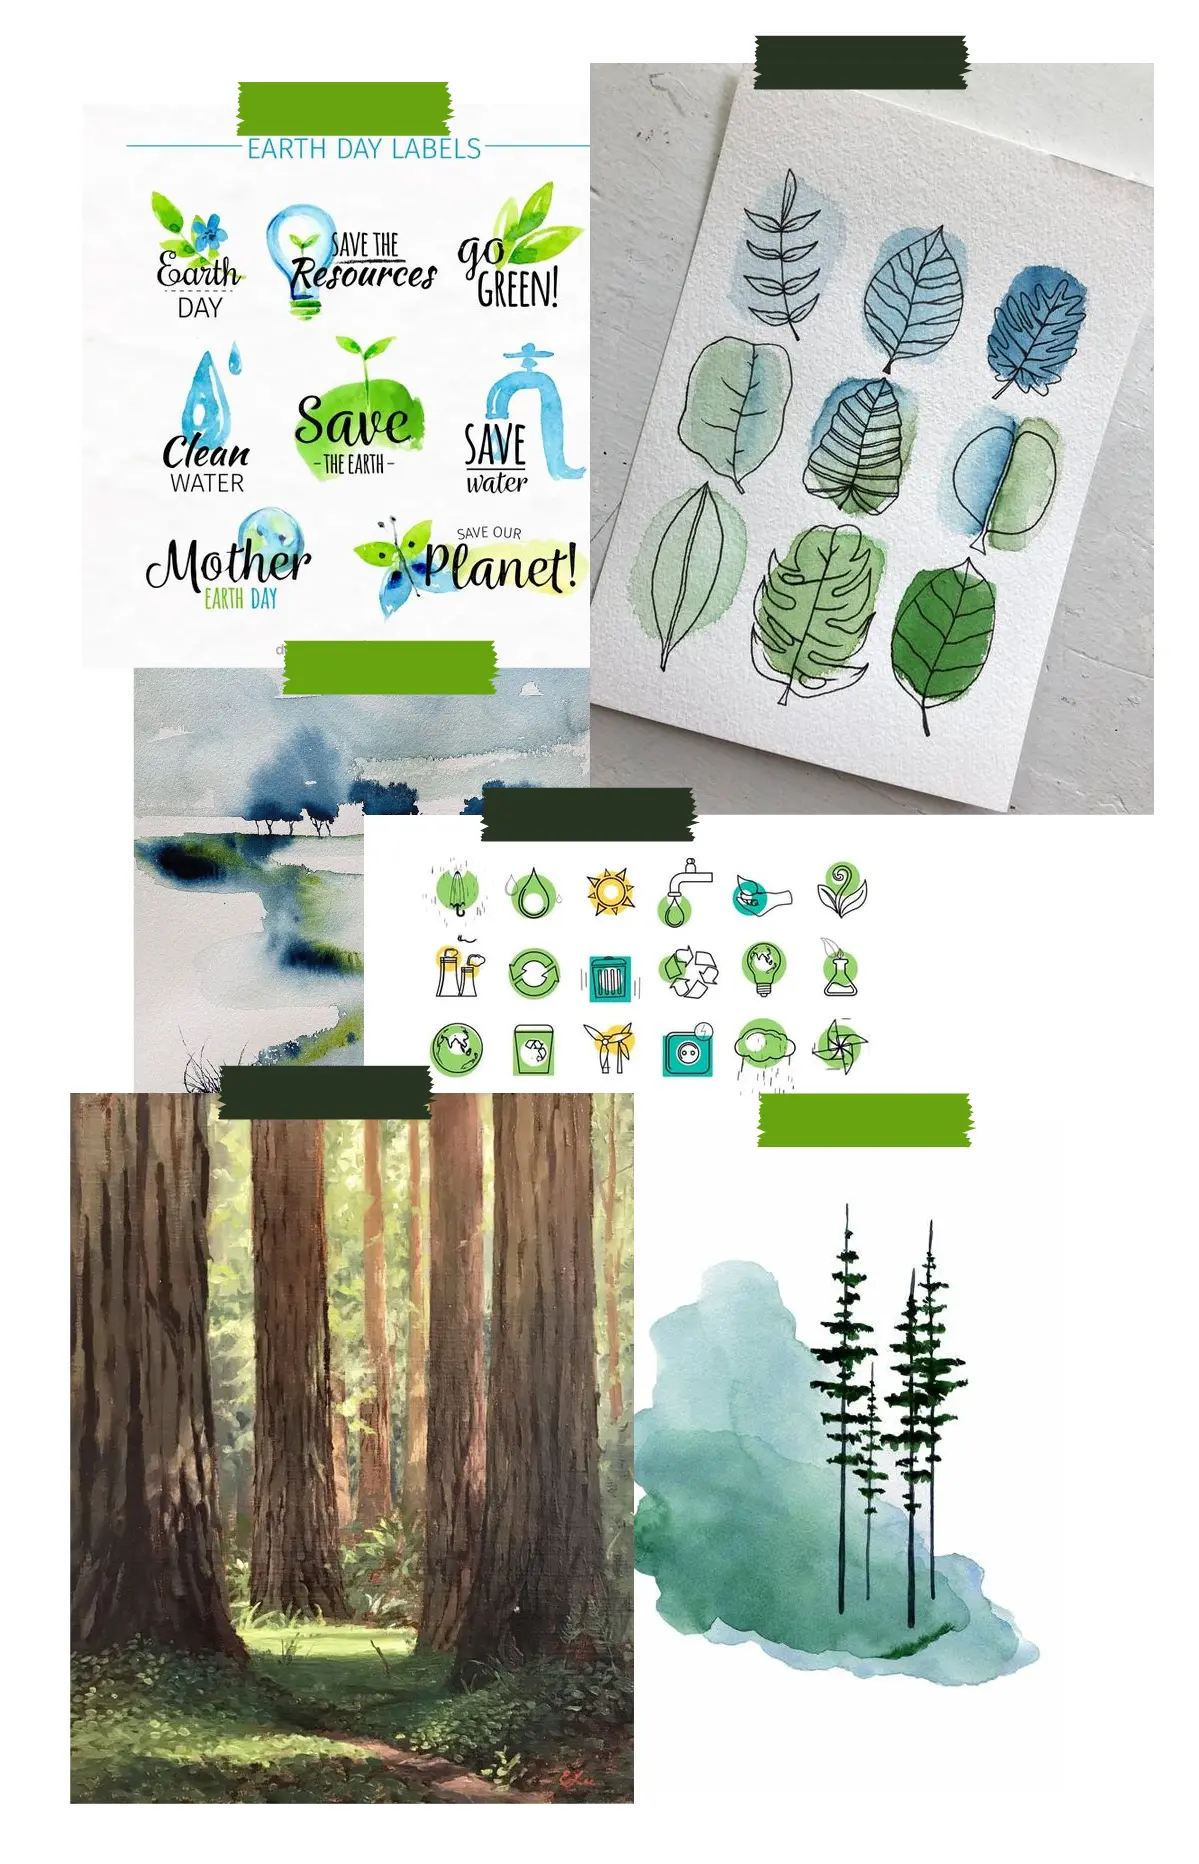 EARTH DAY LABELS
Earth
DAY
SAVE THE
Resources
go
GREEN!
Clean
WATER
Save
- THE EARTH -
SAVE
water
Mother
EARTH DAY
SAVE OUR
Planet!